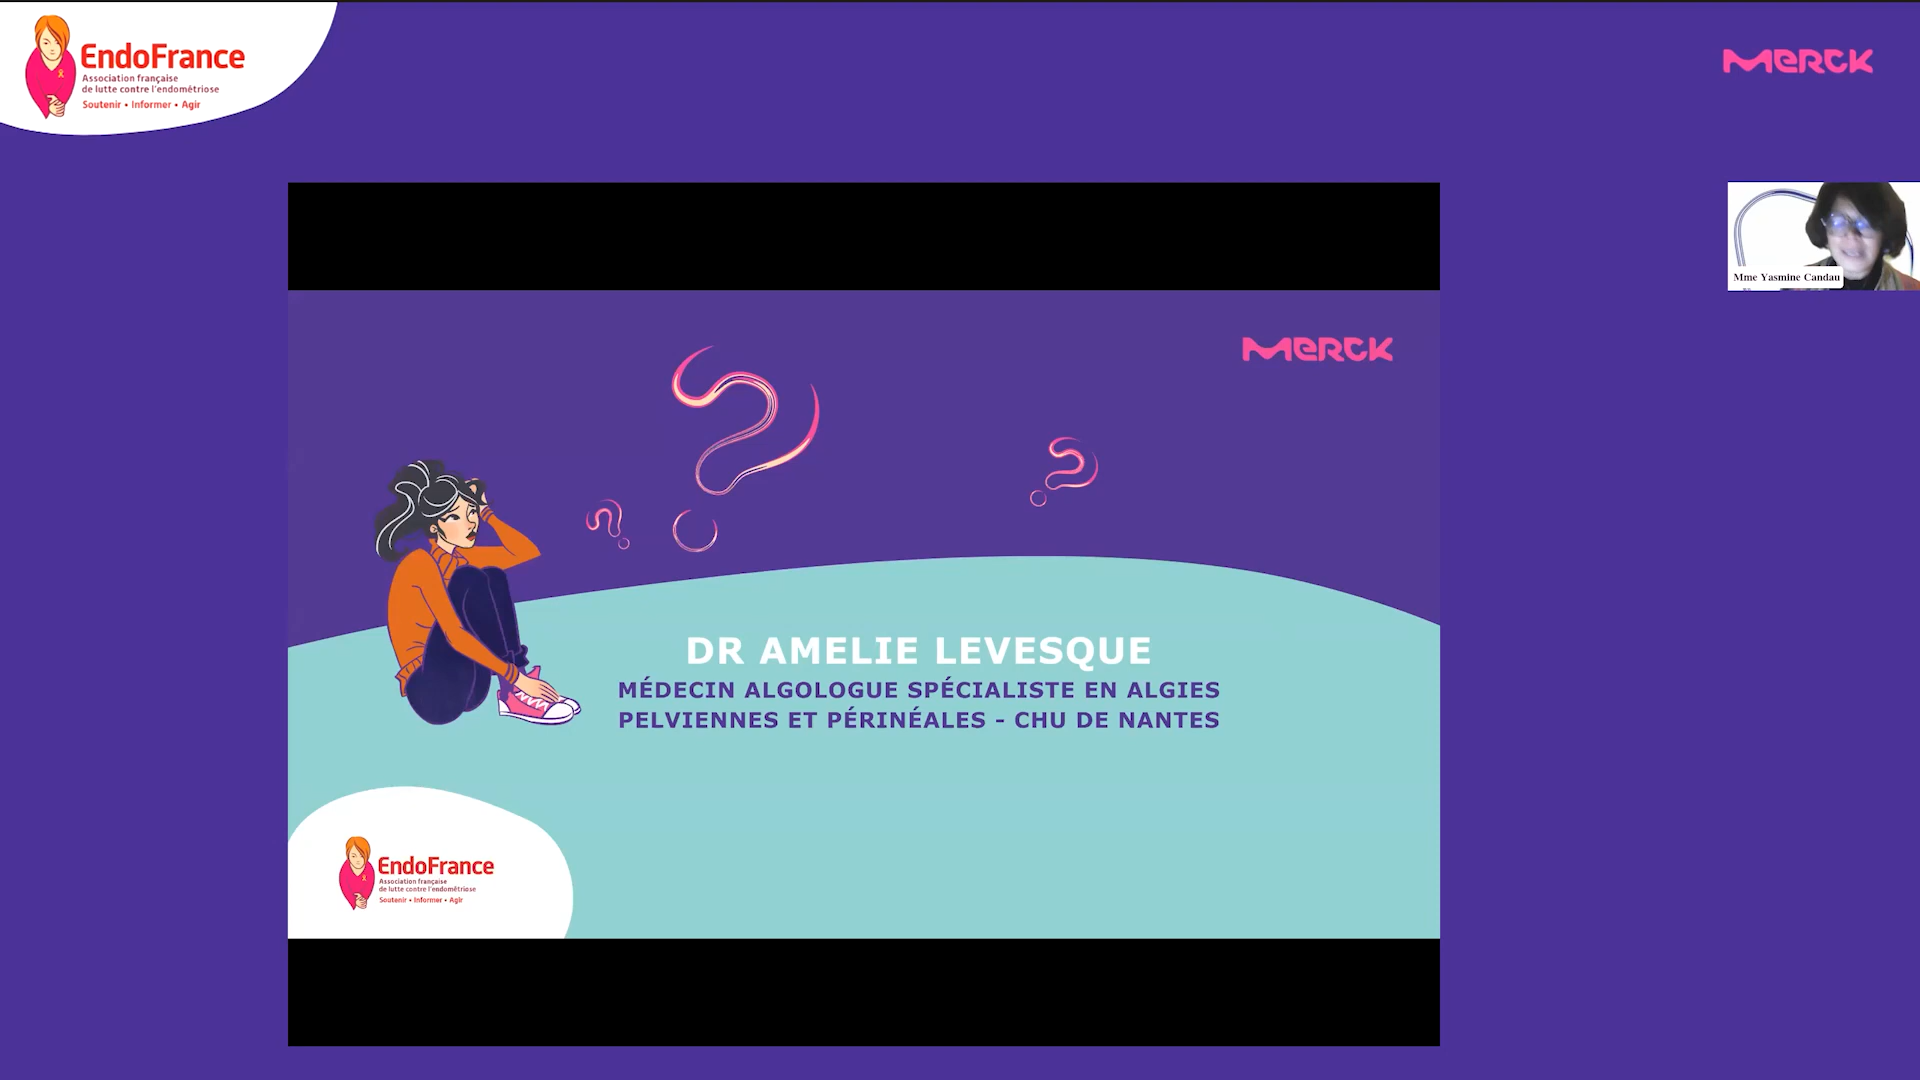 EndoFrance
Association française
de lutte contre l'endométriose
Soutenir • Informer • Agir
MERCK
Mme Yasmine Candau
MERCK
DR AMELIE LEVESQUE
MÉDECIN ALGOLOGUE SPÉCIALISTE EN ALGIES
PELVIENNES ET PÉRINÉALES - CHU DE NANTES
EndoFrance
Association française
de lutte contre l'endométriose
Soutenir • Informer • Agir